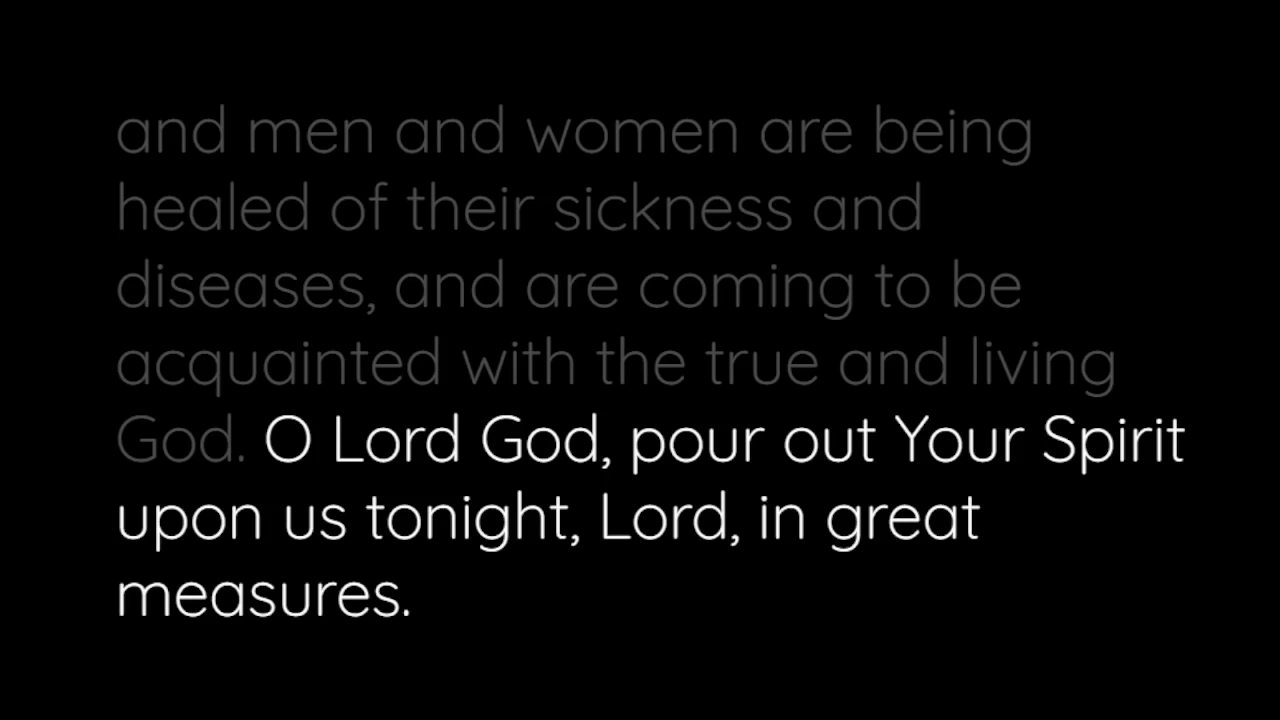 and men and women are being
healed of their sickness and
diseases, and are coming to be
acquainted with the true and living
God. O Lord God, pour out Your Spirit
upon us tonight, Lord, in great
measures.